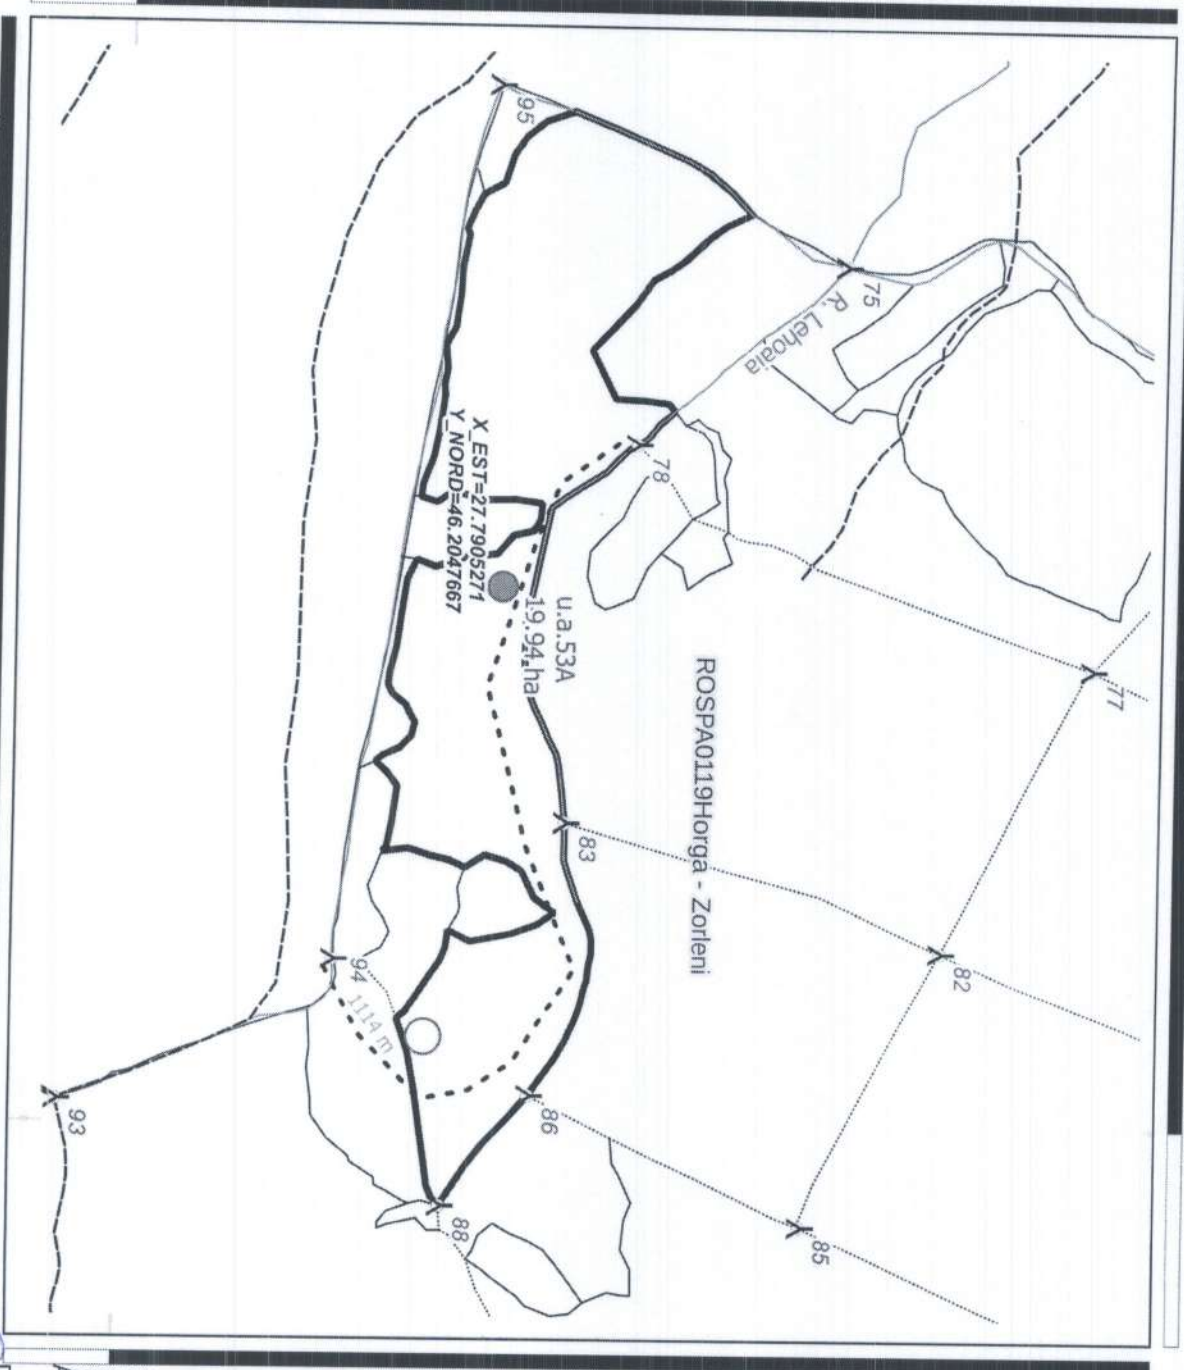 95
75
R. Lehoaia
78
77
X_EST=27.7905271
Y_NORD=46.2047667
u.a.53A
19.94 ha
ROSPA0119Horga - Zorleni
83
82
94
1114 m
86
93
88
85